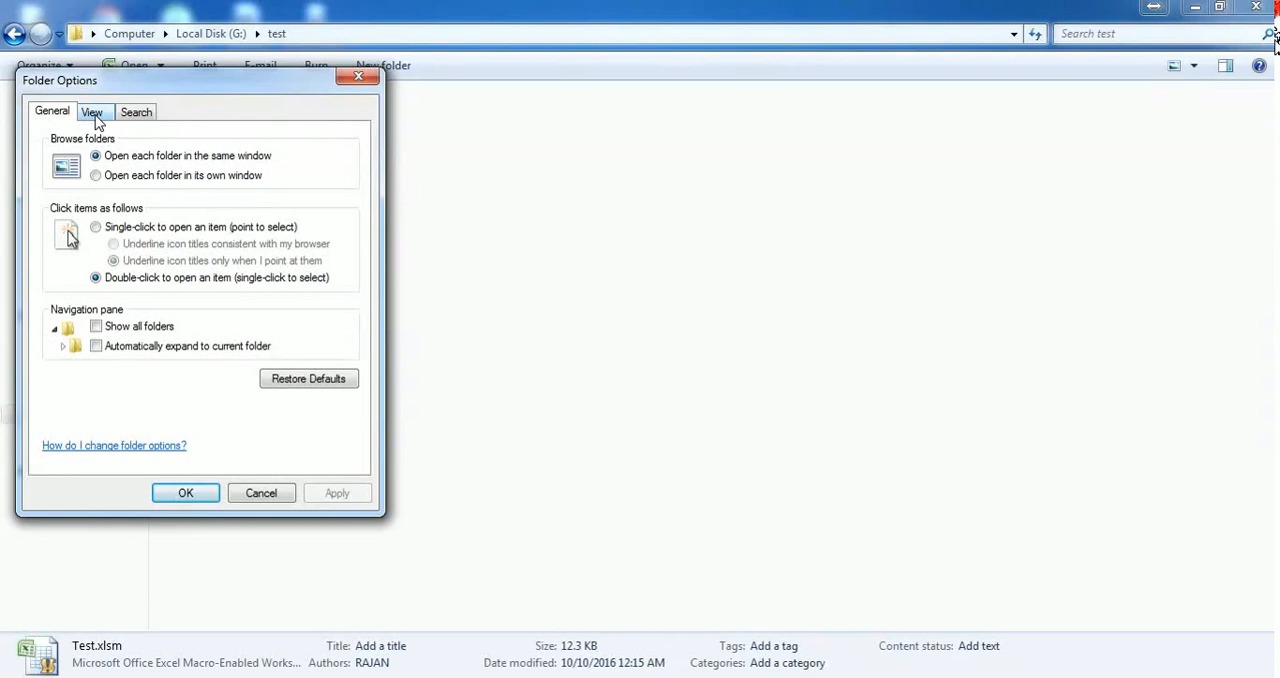 Computer
Local Disk (G:)
test
Search test
Organize
Open
Print
E-mail
Burn
New folder
Folder Options
General
View
Search
Browse folders
Open each folder in the same window
Open each folder in its own window
Click items as follows
Single-click to open an item (point to select)
Underline icon titles consistent with my browser
Underline icon titles only when I point at them
Double-click to open an item (single-click to select)
Navigation pane
Show all folders
Automatically expand to current folder
Restore Defaults
How do I change folder options?
OK
Cancel
Apply
Test.xlsm
Title: Add a title
Size: 12.3 KB
Tags: Add a tag
Content status: Add text
Microsoft Office Excel Macro-Enabled Works...
Authors: RAJAN
Date modified: 10/10/2016 12:15 AM
Categories: Add a category